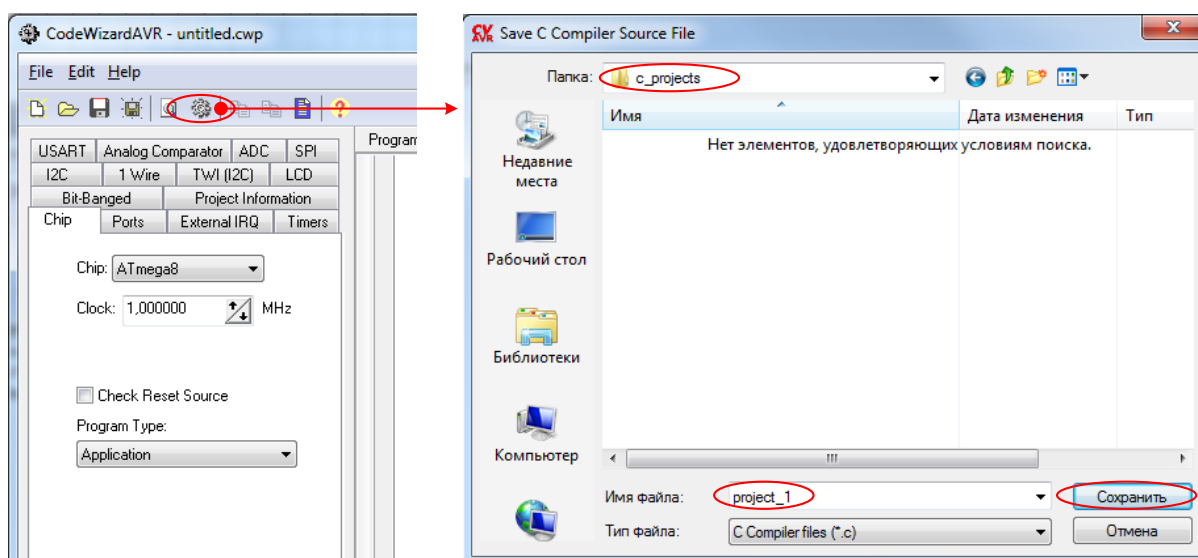 CodeWizardAVR - untitled.cwp
File Edit Help
USART Analog Comparator ADC SPI
I2C 1 Wire TWI (I2C) LCD
Bit-Banged Project Information
Chip Ports External IRQ Timers
Chip: ATmega8
Clock: 1,000000 MHz
Check Reset Source
Program Type:
Application
Program
Save C Compiler Source File
Папка: c_projects
Имя Дата изменения Тип
Нет элементов, удовлетворяющих условиям поиска.
Недавние
места
Рабочий стол
Библиотеки
Компьютер
Имя файла: project_1 Сохранить
Тип файла: C Compiler files (*.c) Отмена